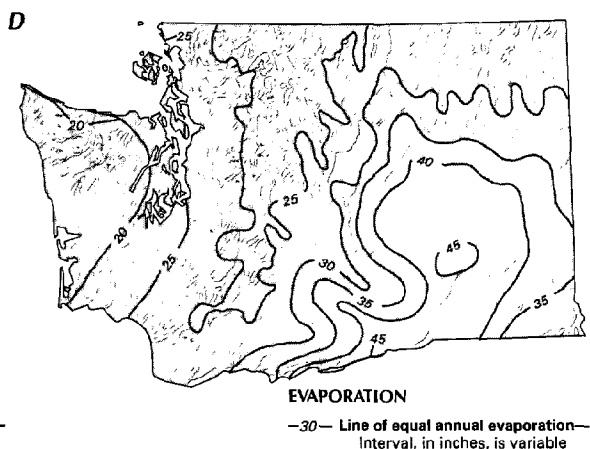 D
25
20
40
25
20
25
45
30
35
35
45
EVAPORATION
—30— Line of equal annual evaporation—
Interval, in inches, is variable